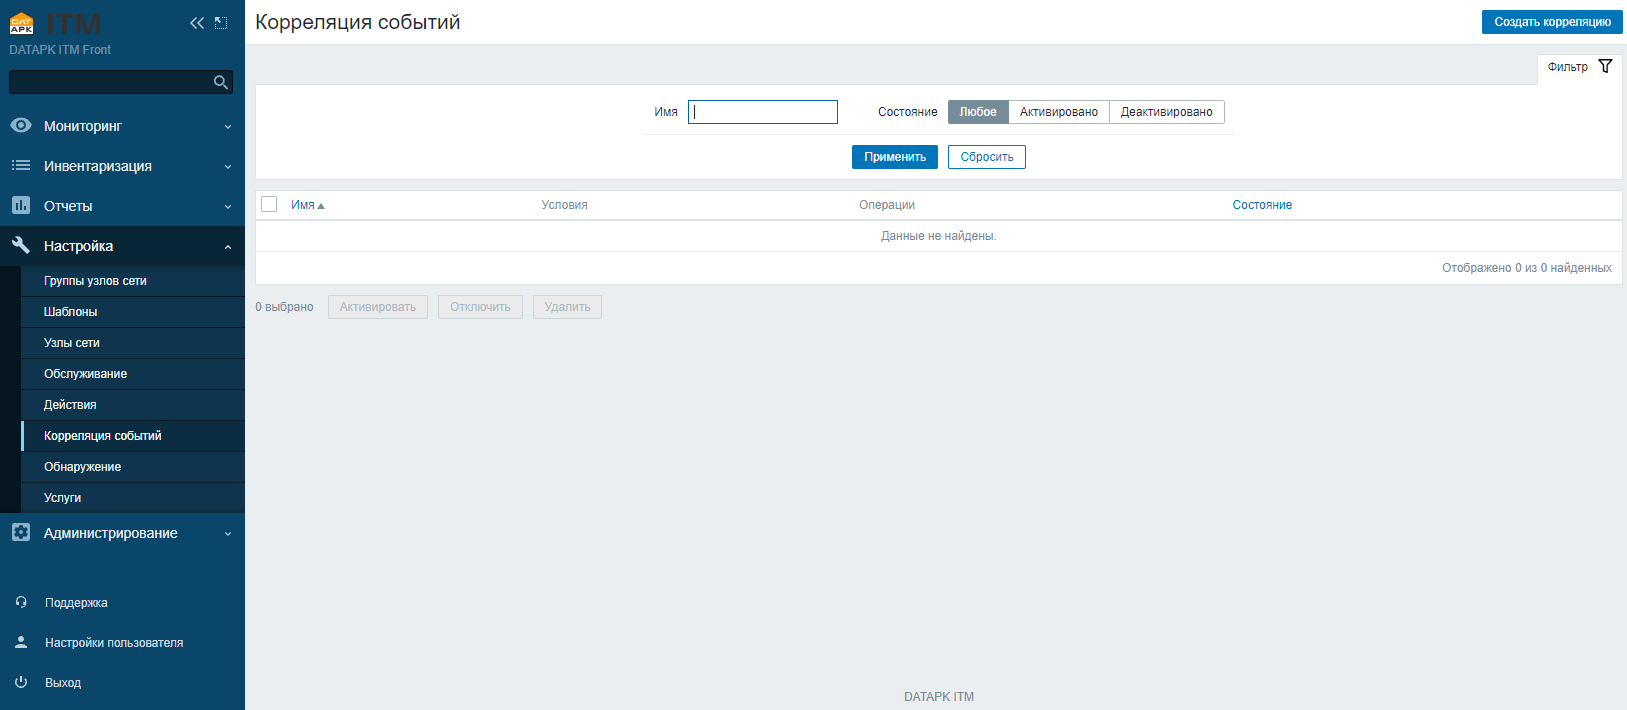 DAT
APK
ITM
DATAPK ITM Front
Мониторинг
Инвентаризация
Отчеты
Настройка
Группы узлов сети
Шаблоны
Узлы сети
Обслуживание
Действия
Корреляция событий
Обнаружение
Услуги
Администрирование
Поддержка
Настройки пользователя
Выход
Корреляция событий
Создать корреляцию
Фильтр
Имя
Состояние Любое Активировано Деактивировано
Применить Сбросить
Имя Условия Операции Состояние
Данные не найдены.
Отображено 0 из 0 найденных
0 выбрано Активировать Отключить Удалить
DATAPK ITM